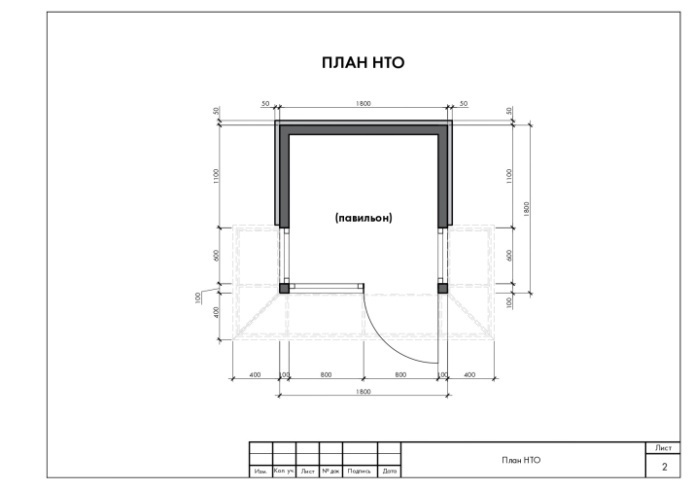 ПЛАН НТО
50 1800 50
50 50
1100 1100
1800
(павильон)
600 600
100 100
400
400 100 800 800 100 400
1800
План НТО
Лист
2
Изм. Кол. уч. Лист № док Подпись Дата